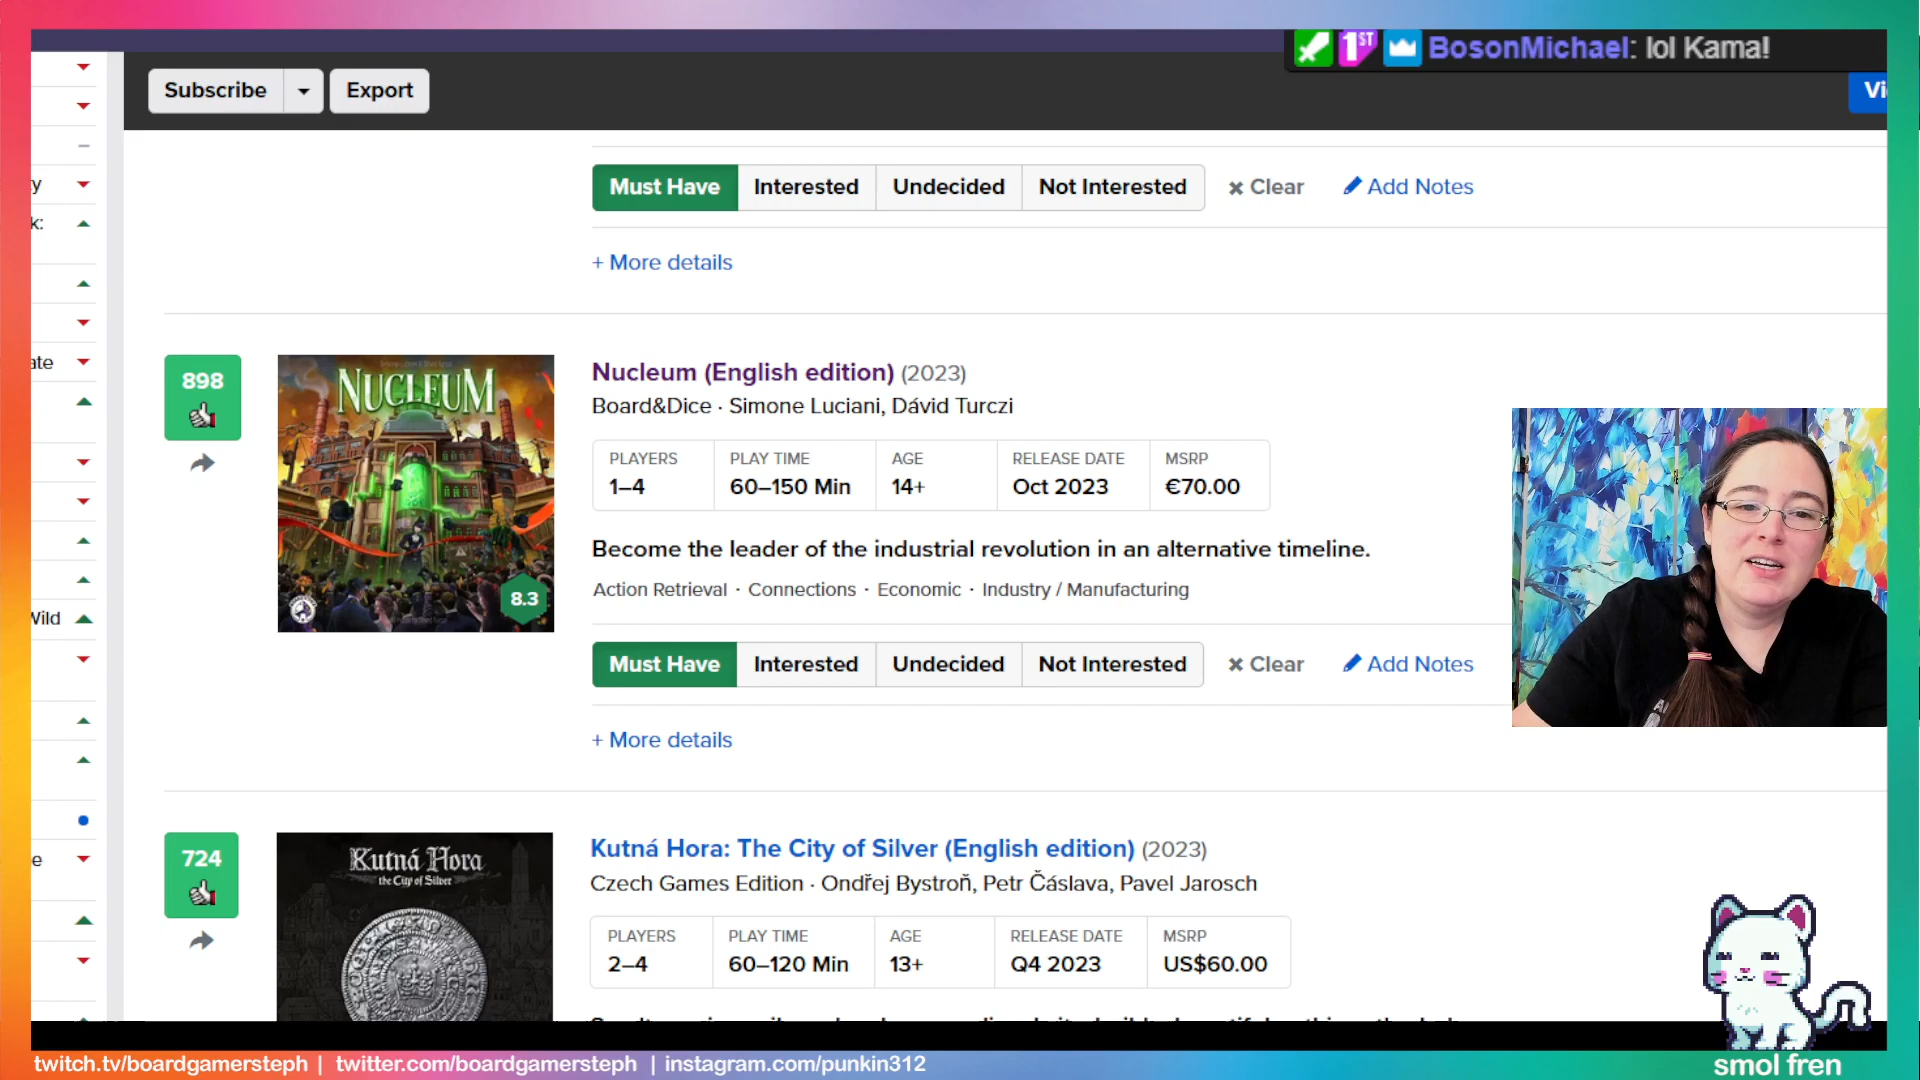 BosonMichael: lol Kama!
1ST
Subscribe
Export
Must Have
Interested
Undecided
Not Interested
Clear
Add Notes
+ More details
y
k:
ate
Wild
e
898
NUCLEUM
8.3
Nucleum (English edition) (2023)
Board&Dice · Simone Luciani, Dávid Turczi
PLAYERS
1–4
PLAY TIME
60–150 Min
AGE
14+
RELEASE DATE
Oct 2023
MSRP
€70.00
Become the leader of the industrial revolution in an alternative timeline.
Action Retrieval · Connections · Economic · Industry / Manufacturing
Must Have
Interested
Undecided
Not Interested
Clear
Add Notes
+ More details
724
Kutná Hora
the City of Silver
Kutná Hora: The City of Silver (English edition) (2023)
Czech Games Edition · Ondřej Bystroň, Petr Čáslava, Pavel Jarosch
PLAYERS
2–4
PLAY TIME
60–120 Min
AGE
13+
RELEASE DATE
Q4 2023
MSRP
US$60.00
twitch.tv/boardgamersteph | twitter.com/boardgamersteph | instagram.com/punkin312
smol fren